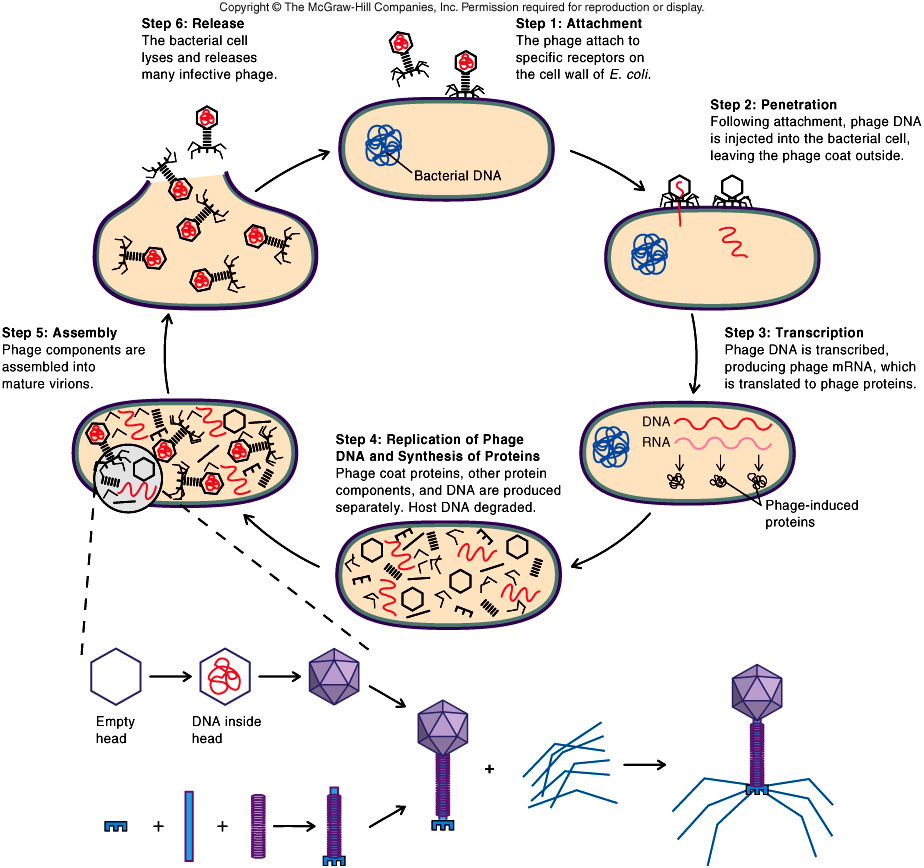 Copyright © The McGraw-Hill Companies, Inc. Permission required for reproduction or display.
Step 6: Release
The bacterial cell
lyses and releases
many infective phage.
Step 1: Attachment
The phage attach to
specific receptors on
the cell wall of E. coli.
Step 2: Penetration
Following attachment, phage DNA
is injected into the bacterial cell,
leaving the phage coat outside.
Bacterial DNA
Step 5: Assembly
Phage components are
assembled into
mature virions.
Step 3: Transcription
Phage DNA is transcribed,
producing phage mRNA, which
is translated to phage proteins.
DNA
RNA
Phage-induced
proteins
Step 4: Replication of Phage
DNA and Synthesis of Proteins
Phage coat proteins, other protein
components, and DNA are produced
separately. Host DNA degraded.
Empty
head
DNA inside
head
+
+
+